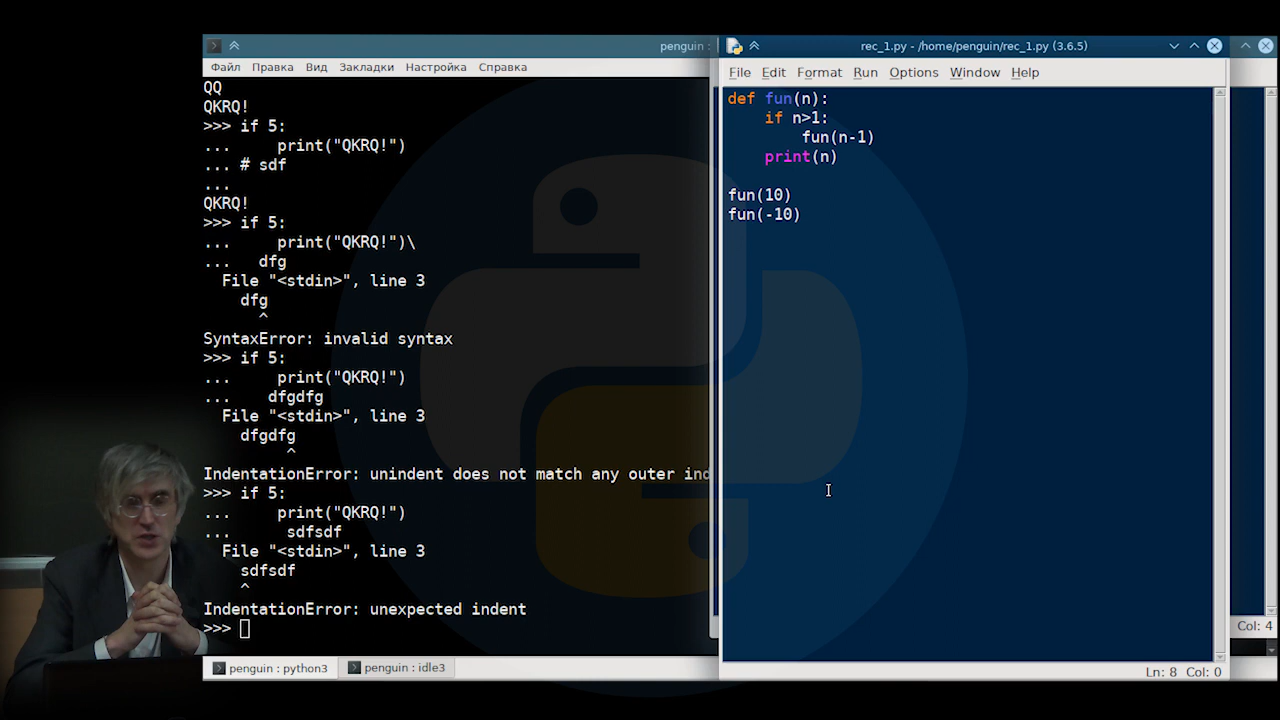 penguin :
Файл Правка Вид Закладки Настройка Справка
QQ
QKRQ!
>>> if 5:
...     print("QKRQ!")
... # sdf
...
QKRQ!
>>> if 5:
...     print("QKRQ!")\
...   dfg
  File "<stdin>", line 3
    dfg
      ^
SyntaxError: invalid syntax
>>> if 5:
...     print("QKRQ!")
...    dfgdfg
  File "<stdin>", line 3
    dfgdfg
         ^
IndentationError: unindent does not match any outer ind
>>> if 5:
...     print("QKRQ!")
...      sdfsdf
  File "<stdin>", line 3
    sdfsdf
    ^
IndentationError: unexpected indent
>>>
penguin : python3
penguin : idle3
rec_1.py - /home/penguin/rec_1.py (3.6.5)
File Edit Format Run Options Window Help
def fun(n):
    if n>1:
        fun(n-1)
    print(n)
fun(10)
fun(-10)
Ln: 8 Col: 0
Col: 4